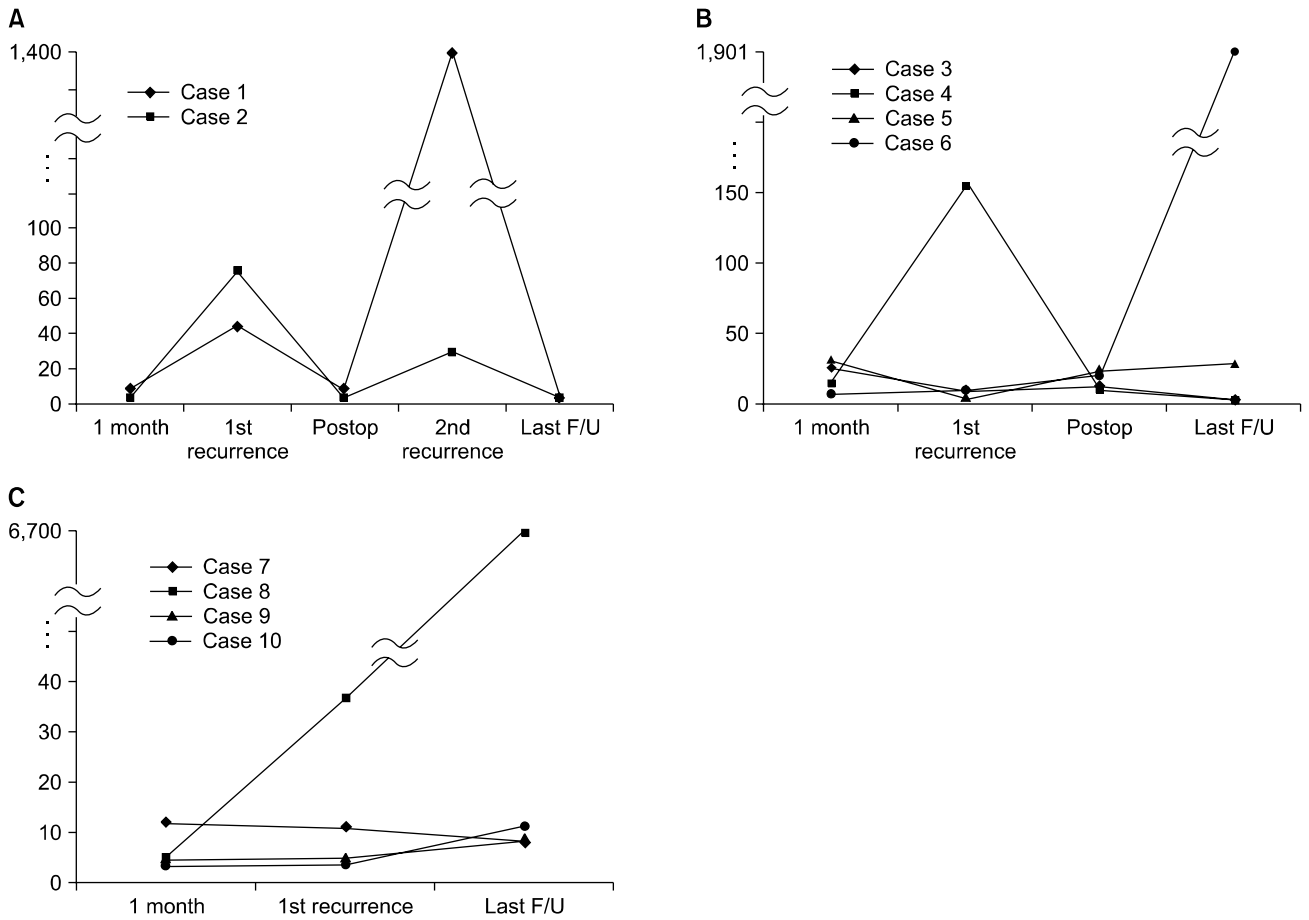 A
1,400
100
80
60
40
20
0
Case 1
Case 2
1 month
1st
recurrence
Postop
2nd
recurrence
Last F/U
B
1,901
150
100
50
0
Case 3
Case 4
Case 5
Case 6
1 month
1st
recurrence
Postop
Last F/U
C
6,700
40
30
20
10
0
Case 7
Case 8
Case 9
Case 10
1 month
1st recurrence
Last F/U